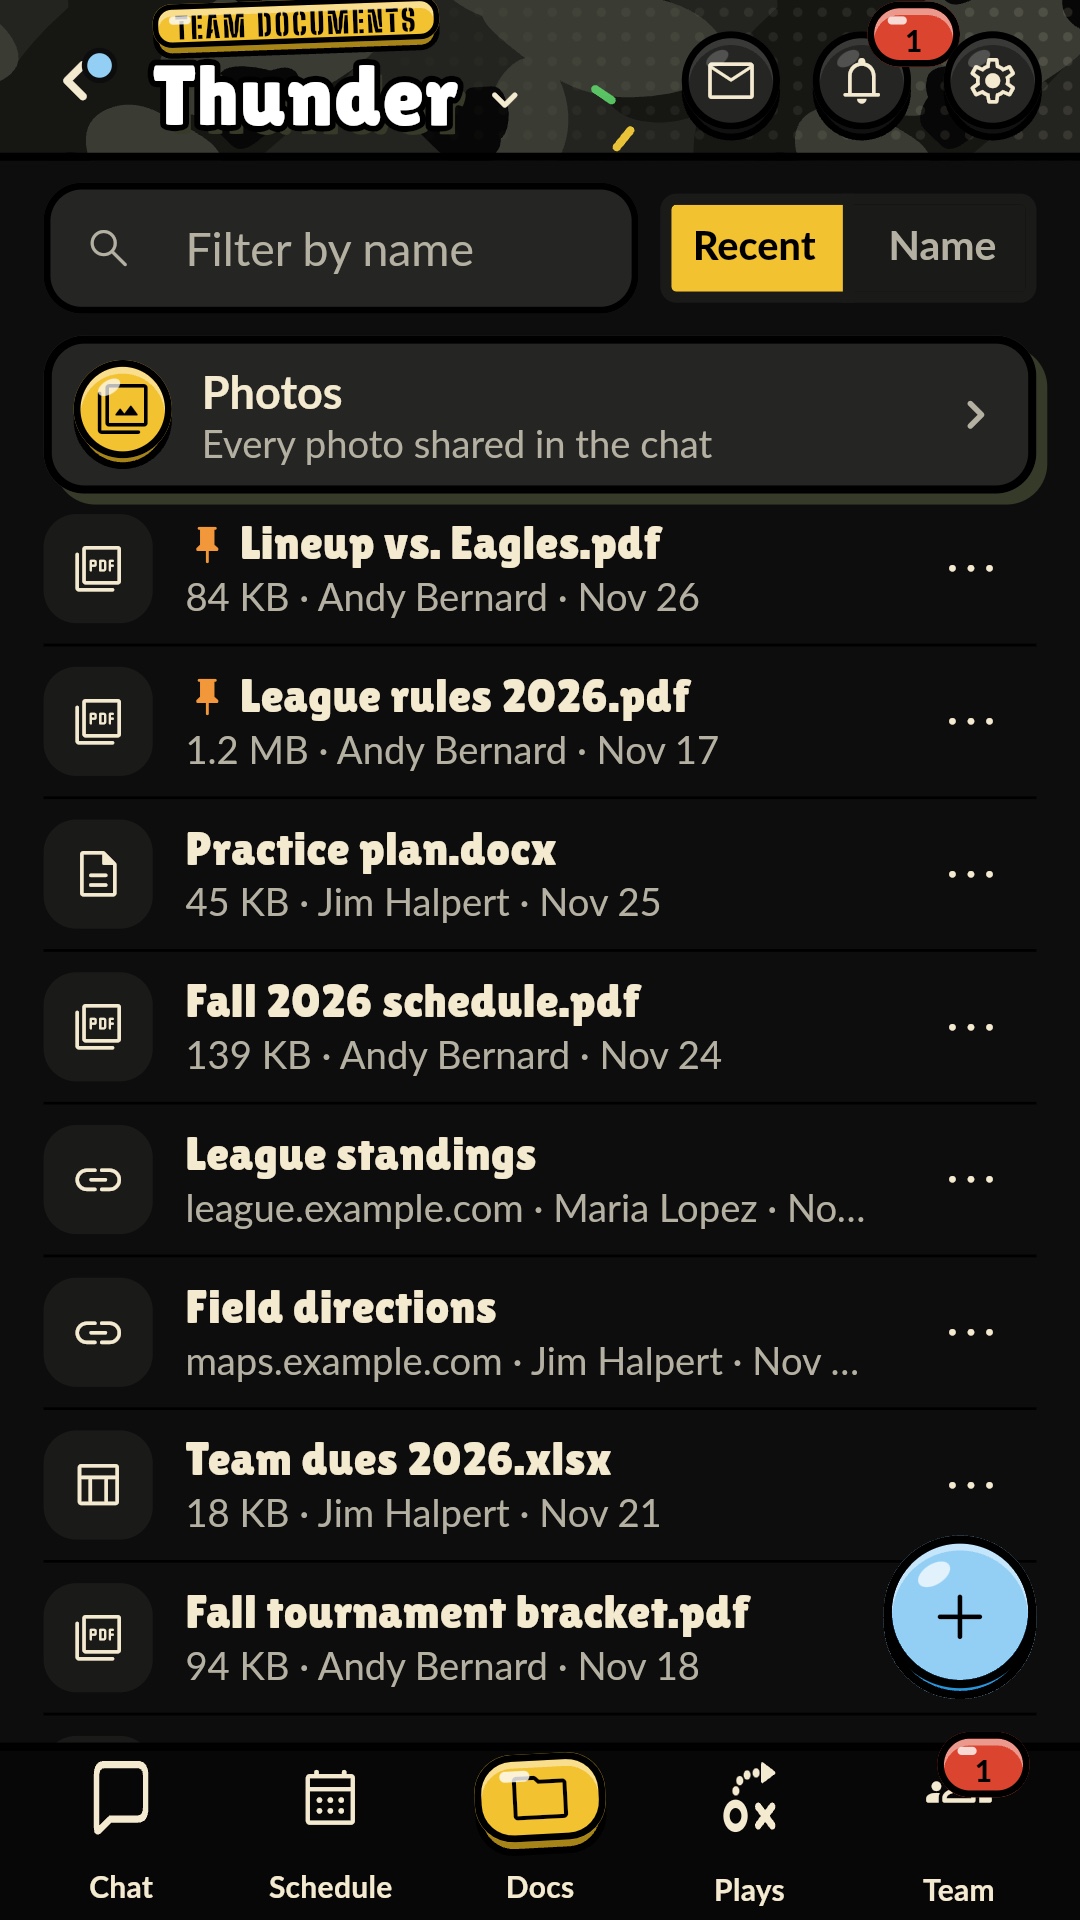 TEAM DOCUMENTS
Thunder
1
Filter by name
Recent
Name
Photos
Every photo shared in the chat
PDF
Lineup vs. Eagles.pdf
84 KB · Andy Bernard · Nov 26
PDF
League rules 2026.pdf
1.2 MB · Andy Bernard · Nov 17
Practice plan.docx
45 KB · Jim Halpert · Nov 25
PDF
Fall 2026 schedule.pdf
139 KB · Andy Bernard · Nov 24
League standings
league.example.com · Maria Lopez · No...
Field directions
maps.example.com · Jim Halpert · Nov ...
Team dues 2026.xlsx
18 KB · Jim Halpert · Nov 21
PDF
Fall tournament bracket.pdf
94 KB · Andy Bernard · Nov 18
1
Chat
Schedule
Docs
Plays
Team